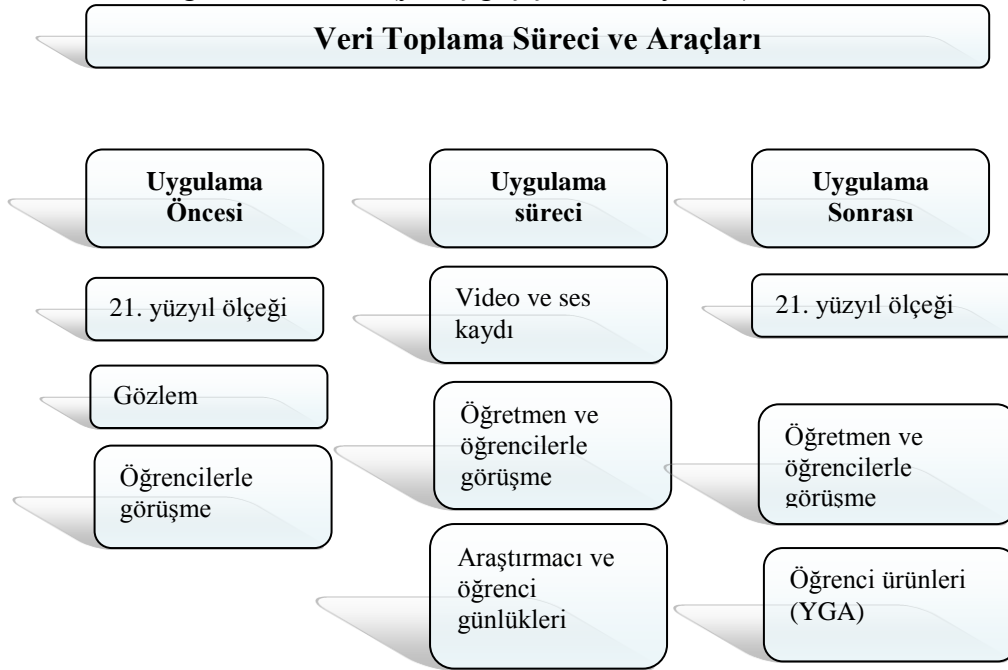 Veri Toplama Süreci ve Araçları
Uygulama
Öncesi
21. yüzyıl ölçeği
Gözlem
Öğrencilerle
görüşme
Uygulama
süreci
Video ve ses
kaydı
Öğretmen ve
öğrencilerle
görüşme
Araştırmacı ve
öğrenci
günlükleri
Uygulama
Sonrası
21. yüzyıl ölçeği
Öğretmen ve
öğrencilerle
görüşme
Öğrenci ürünleri
(YGA)